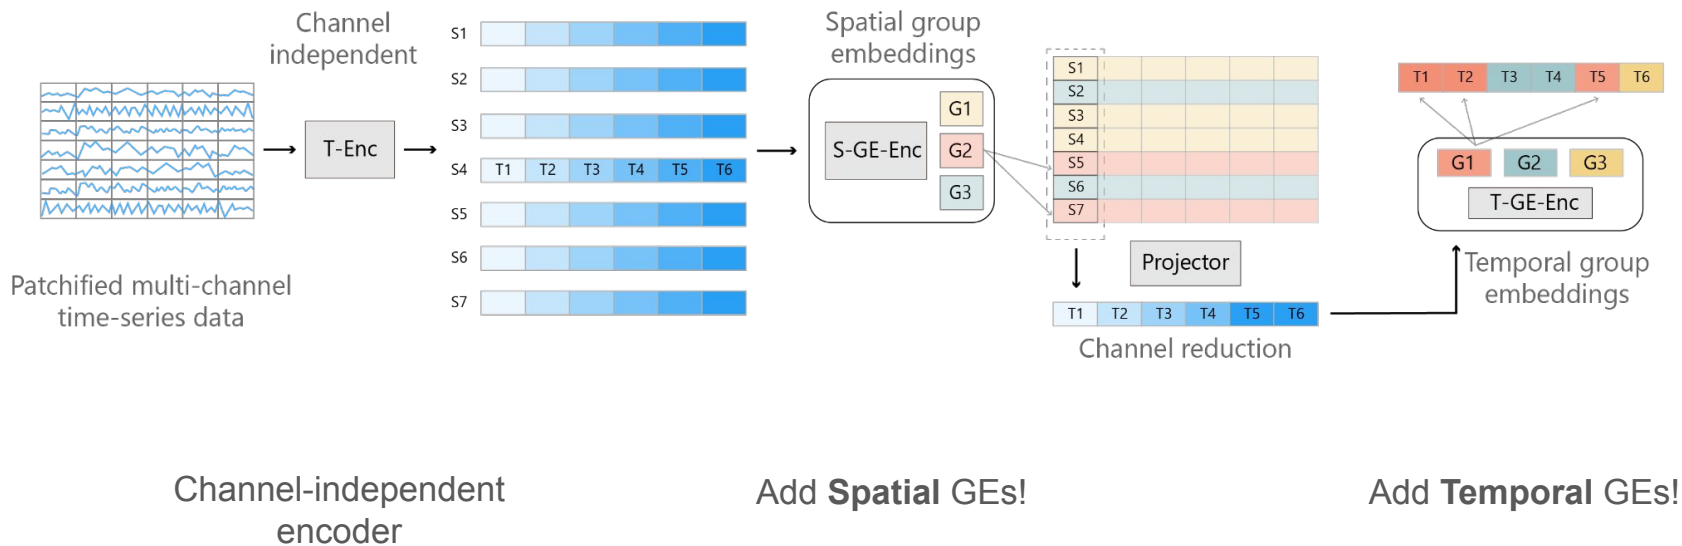 Channel
independent
Patchified multi-channel
time-series data
T-Enc
S1
S2
S3
S4 T1 T2 T3 T4 T5 T6
S5
S6
S7
Spatial group
embeddings
S-GE-Enc
G1
G2
G3
S1
S2
S3
S4
S5
S6
S7
Projector
T1 T2 T3 T4 T5 T6
Channel reduction
T1 T2 T3 T4 T5 T6
G1 G2 G3
T-GE-Enc
Temporal group
embeddings
Channel-independent
encoder
Add Spatial GEs!
Add Temporal GEs!